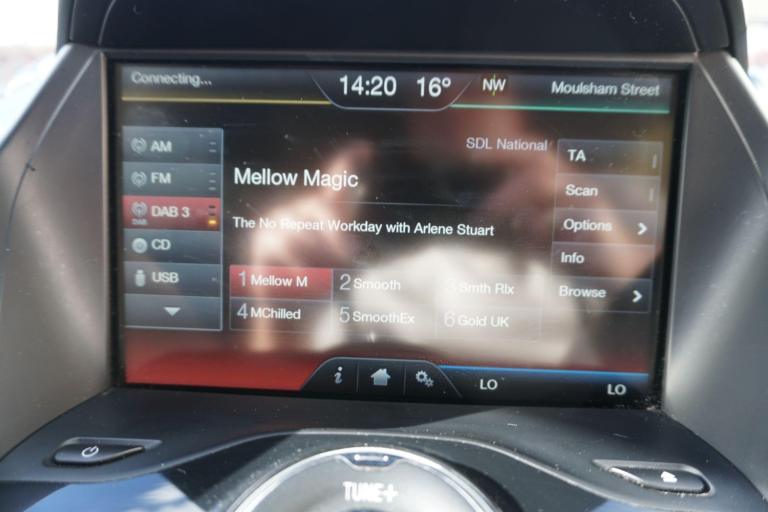 Connecting...
14:20 16°
NW
Moulsham Street
AM
FM
DAB 3
DAB
CD
USB
SDL National
Mellow Magic
The No Repeat Workday with Arlene Stuart
1 Mellow M
2 Smooth
3 Smth Rlx
4 MChilled
5 SmoothEx
6 Gold UK
TA
Scan
Options
Info
Browse
i
LO
LO
TUNE+